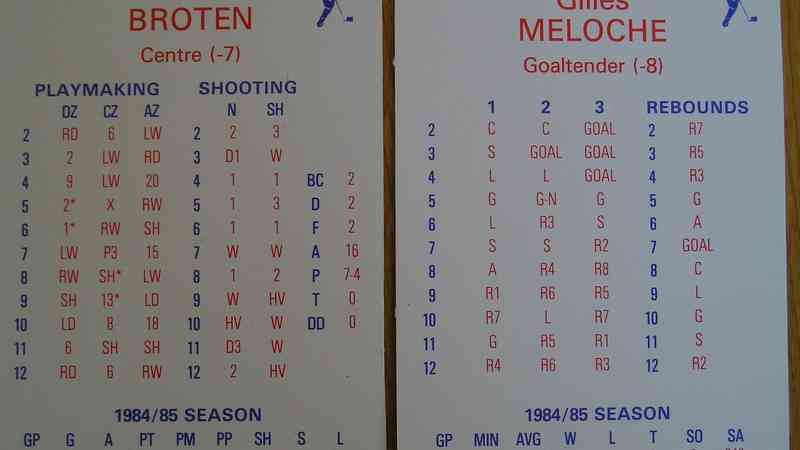 BROTEN
Centre (-7)
PLAYMAKING SHOOTING
DZ CZ AZ N SH
2 RD 6 LW 2 2 3
3 2 LW RD 3 D1 W
4 9 LW 20 4 1 1 BC 2
5 2* X RW 5 1 3 D 2
6 1* RW SH 6 1 1 F 2
7 LW P3 15 7 W W A 16
8 RW SH* LW 8 1 2 P 7-4
9 SH 13* LD 9 W HV T 0
10 LD 8 18 10 HV W DD 0
11 6 SH SH 11 D3 W
12 RD 6 RW 12 2 HV
1984/85 SEASON
GP G A PT PM PP SH S L
Gilles
MELOCHE
Goaltender (-8)
1 2 3 REBOUNDS
2 C C GOAL 2 R7
3 S GOAL GOAL 3 R5
4 L L GOAL 4 R3
5 G G-N G 5 G
6 L R3 S 6 A
7 S S R2 7 GOAL
8 A R4 R8 8 C
9 R1 R6 R5 9 L
10 R7 L R7 10 G
11 G R5 R1 11 S
12 R4 R6 R3 12 R2
1984/85 SEASON
GP MIN AVG W L T SO SA